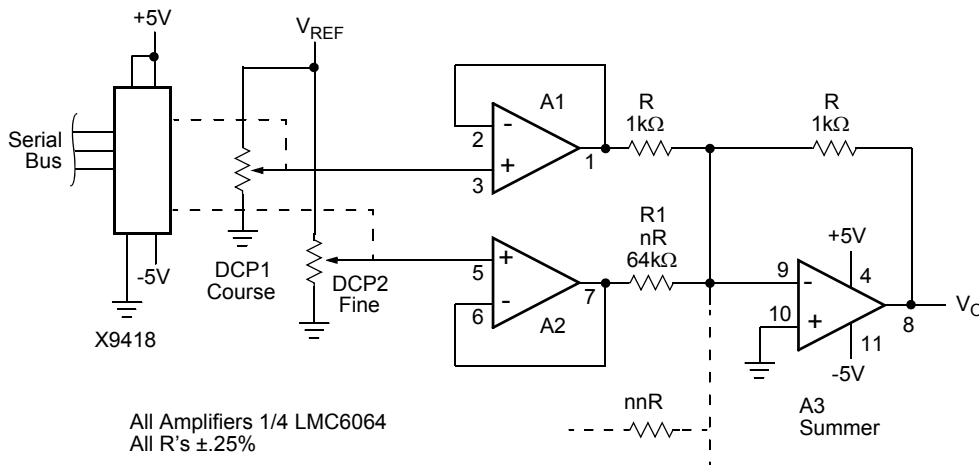 +5V
V_REF
Serial
Bus
-5V
X9418
DCP1
Course
DCP2
Fine
A1
-
2
+
3
1
R
1kΩ
R
1kΩ
R1
nR
64kΩ
5
+
6
-
7
A2
+5V
9
-
4
10
+
8
V_O
11
-5V
A3
Summer
nnR
All Amplifiers 1/4 LMC6064
All R's ±.25%